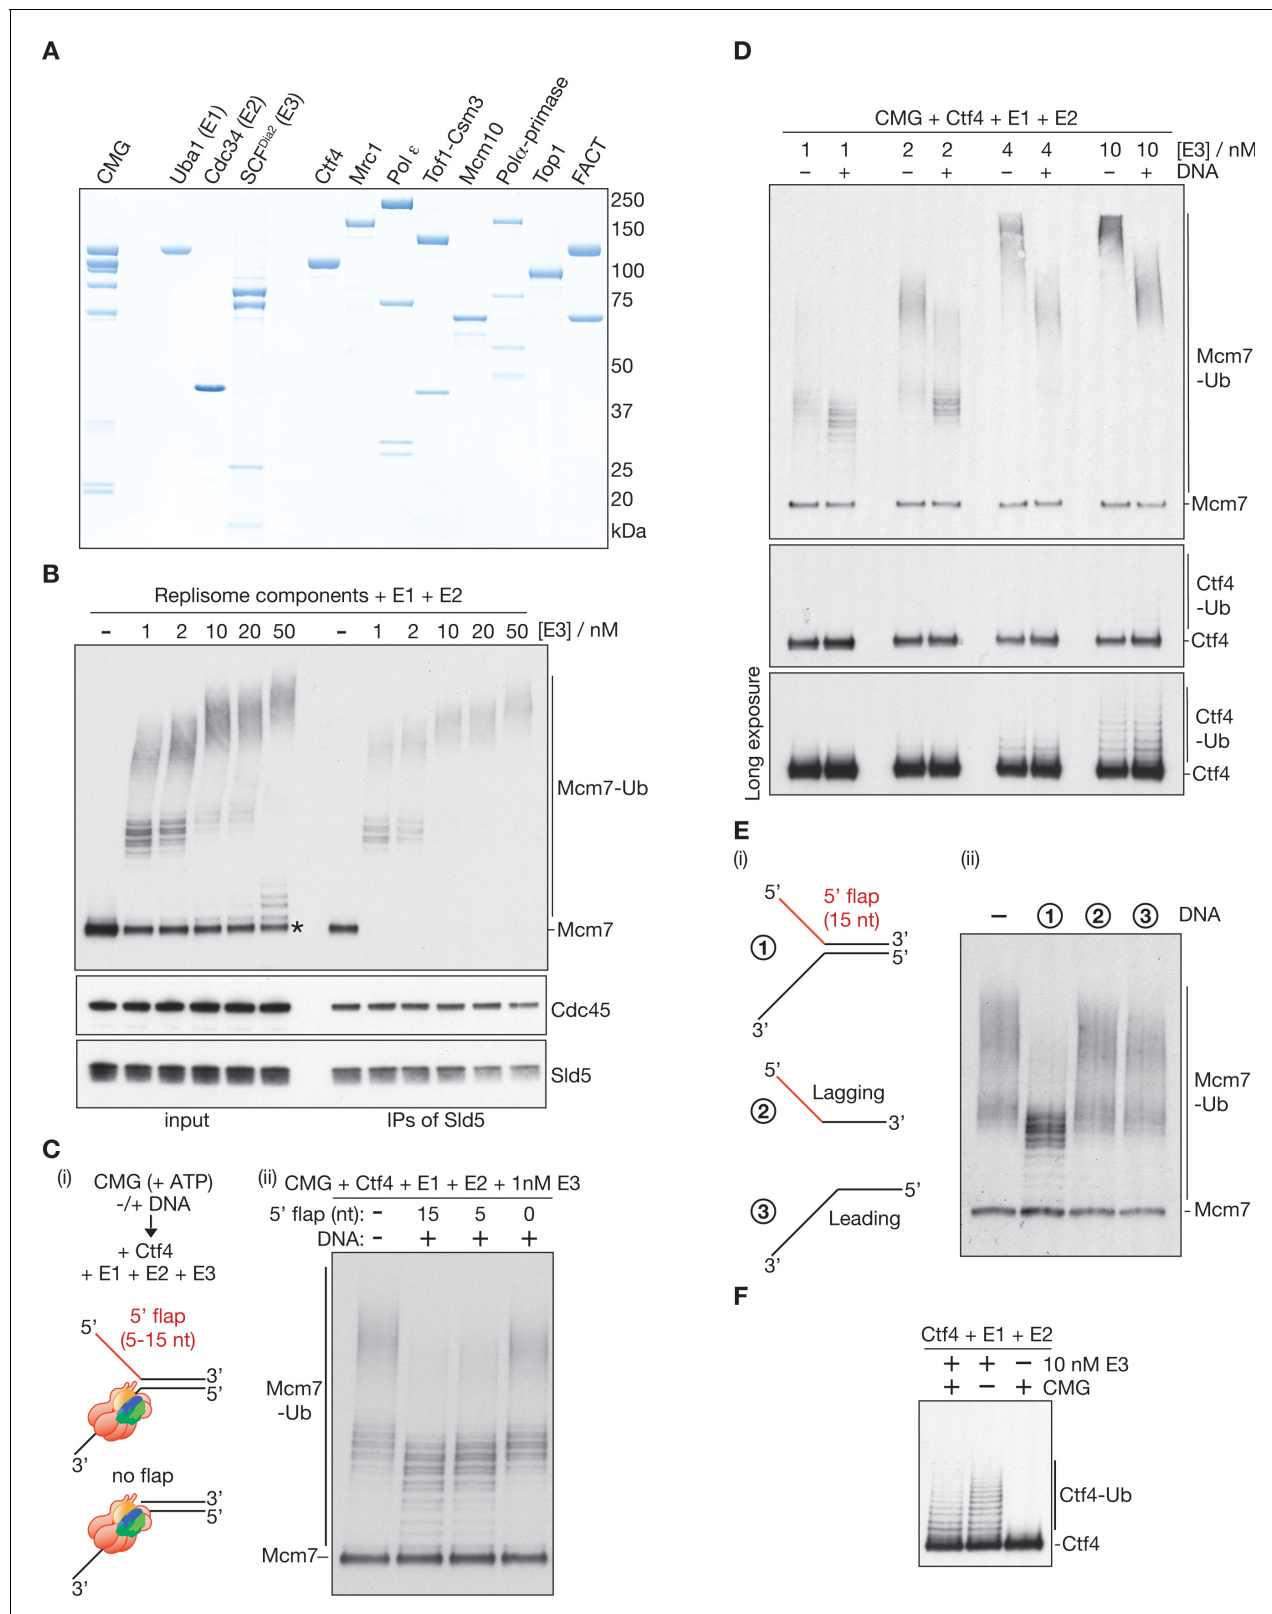 A
CMG
Uba1 (E1)
Cdc34 (E2)
SCFDia2 (E3)
Ctf4
Mrc1
Pol ε
Tof1-Csm3
Mcm10
Polα-primase
Top1
FACT
250
150
100
75
50
37
25
20
kDa
B
Replisome components + E1 + E2
– 1 2 10 20 50 – 1 2 10 20 50 [E3] / nM
Mcm7-Ub
*
-Mcm7
Cdc45
Sld5
input IPs of Sld5
C
(i)
CMG (+ ATP)
-/+ DNA
+ Ctf4
+ E1 + E2 + E3
5' flap
(5-15 nt)
5'
3'
5'
3'
no flap
3'
5'
3'
(ii)
CMG + Ctf4 + E1 + E2 + 1nM E3
5' flap (nt): – 15 5 0
DNA: – + + +
Mcm7
-Ub
Mcm7–
D
CMG + Ctf4 + E1 + E2
1 1 2 2 4 4 10 10 [E3] / nM
– + – + – + – + DNA
Mcm7
-Ub
-Mcm7
Ctf4
-Ub
-Ctf4
Long exposure
Ctf4
-Ub
-Ctf4
E
(i)
5'
5' flap
(15 nt)
1
3'
5'
3'
5'
Lagging
2
3'
3
5'
Leading
3'
(ii)
– 1 2 3 DNA
Mcm7
-Ub
-Mcm7
F
Ctf4 + E1 + E2
+ + – 10 nM E3
+ – + CMG
Ctf4-Ub
-Ctf4